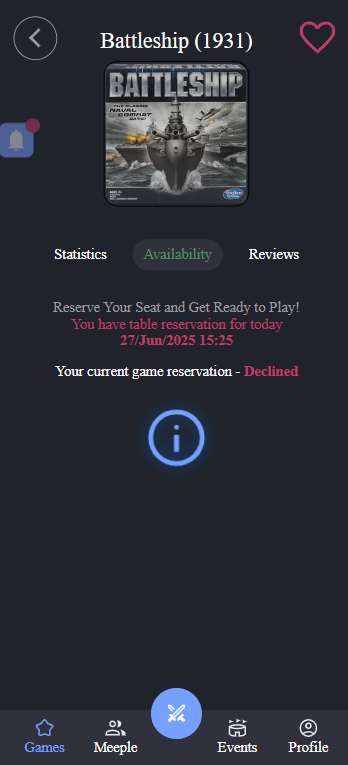 Battleship (1931)
BATTLESHIP
THE CLASSIC
NAVAL
COMBAT
GAME!
Statistics
Availability
Reviews
Reserve Your Seat and Get Ready to Play!
You have table reservation for today
27/Jun/2025 15:25
Your current game reservation - Declined
i
Games
Meeple
Events
Profile